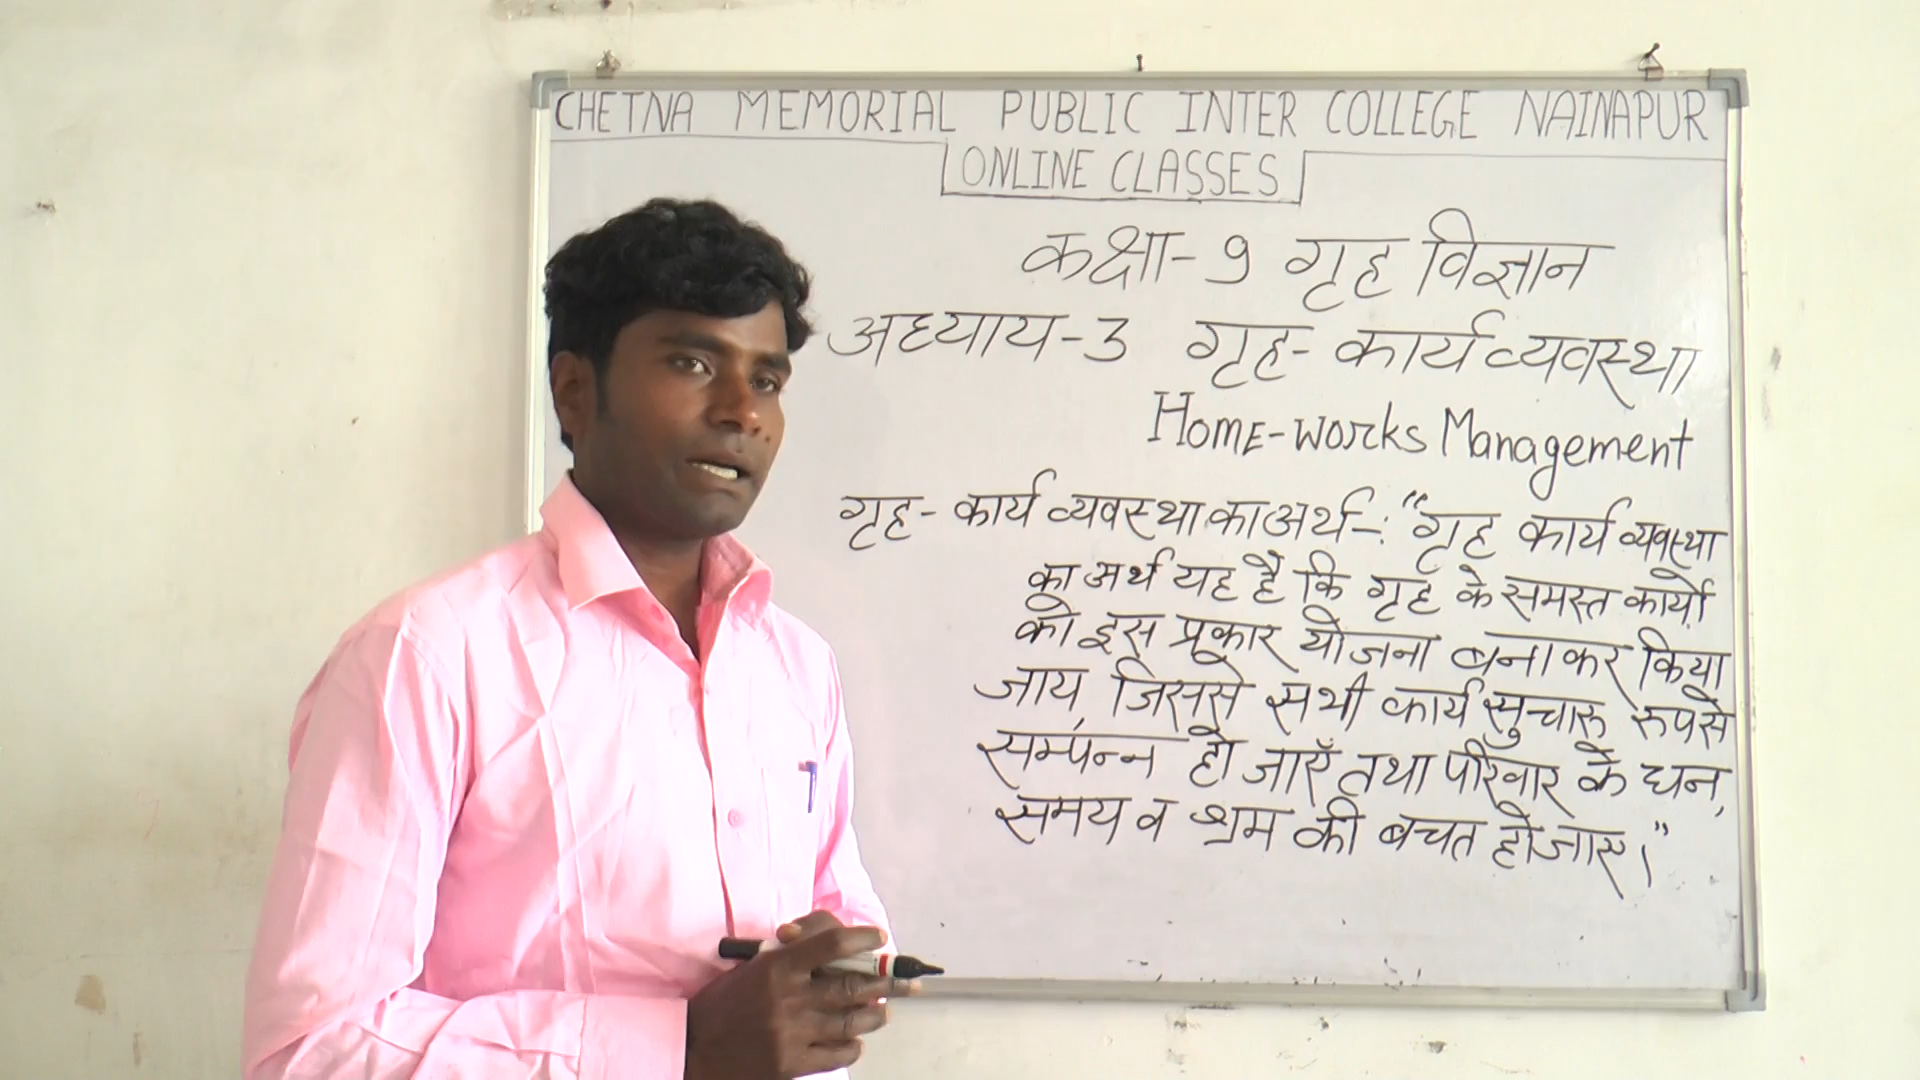 CHETNA MEMORIAL PUBLIC INTER COLLEGE NAINAPUR
ONLINE CLASSES
कक्षा-9 गृह विज्ञान
अध्याय-3 गृह-कार्य व्यवस्था
Home-works Management
गृह-कार्य व्यवस्था का अर्थ-: "गृह कार्य व्यवस्था
का अर्थ यह है कि गृह के समस्त कार्यों
को इस प्रकार योजना बनाकर किया
जाय, जिससे सभी कार्य सुचारू रूप से
सम्पन्न हो जाएँ तथा परिवार के धन,
समय व श्रम की बचत हो जाए।"